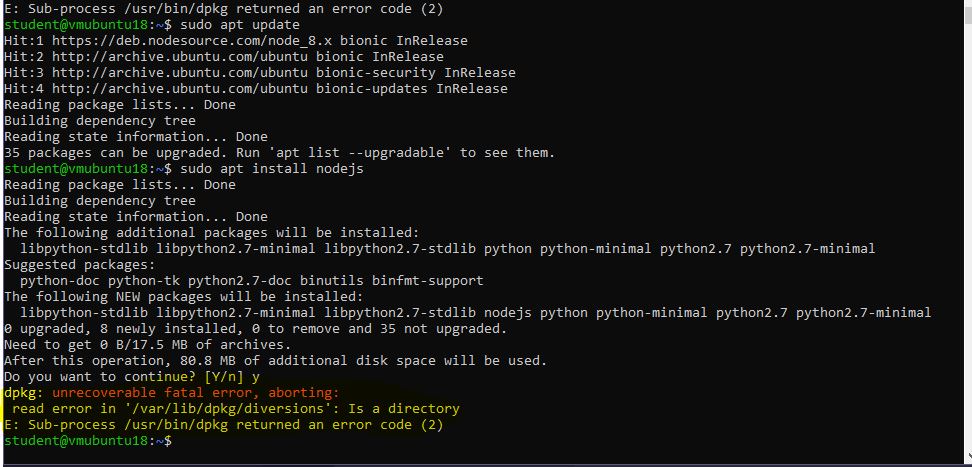 E: Sub-process /usr/bin/dpkg returned an error code (2)
student@vmubuntu18:~$ sudo apt update
Hit:1 https://deb.nodesource.com/node_8.x bionic InRelease
Hit:2 http://archive.ubuntu.com/ubuntu bionic InRelease
Hit:3 http://archive.ubuntu.com/ubuntu bionic-security InRelease
Hit:4 http://archive.ubuntu.com/ubuntu bionic-updates InRelease
Reading package lists... Done
Building dependency tree
Reading state information... Done
35 packages can be upgraded. Run 'apt list --upgradable' to see them.
student@vmubuntu18:~$ sudo apt install nodejs
Reading package lists... Done
Building dependency tree
Reading state information... Done
The following additional packages will be installed:
  libpython-stdlib libpython2.7-minimal libpython2.7-stdlib python python-minimal python2.7 python2.7-minimal
Suggested packages:
  python-doc python-tk python2.7-doc binutils binfmt-support
The following NEW packages will be installed:
  libpython-stdlib libpython2.7-minimal libpython2.7-stdlib nodejs python python-minimal python2.7 python2.7-minimal
0 upgraded, 8 newly installed, 0 to remove and 35 not upgraded.
Need to get 0 B/17.5 MB of archives.
After this operation, 80.8 MB of additional disk space will be used.
Do you want to continue? [Y/n] y
dpkg: unrecoverable fatal error, aborting:
 read error in '/var/lib/dpkg/diversions': Is a directory
E: Sub-process /usr/bin/dpkg returned an error code (2)
student@vmubuntu18:~$